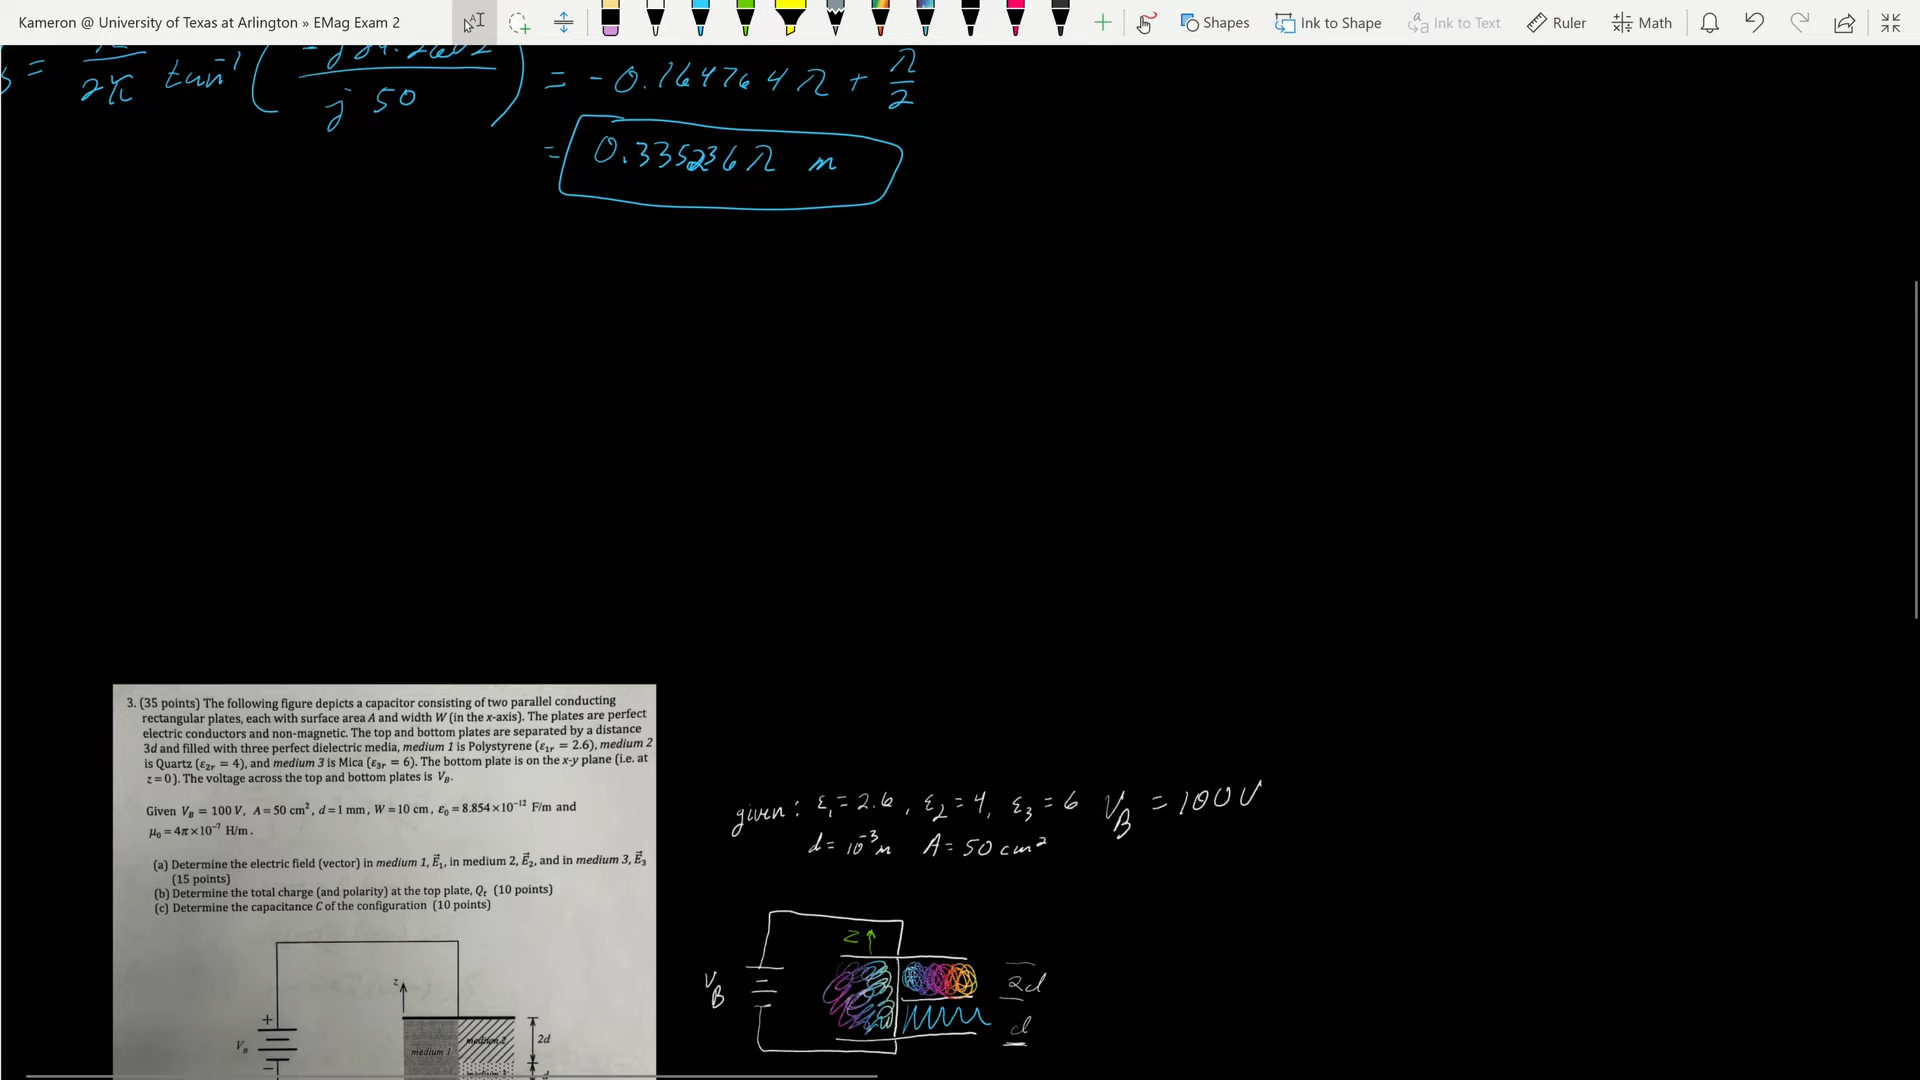 Kameron @ University of Texas at Arlington » EMag Exam 2
Shapes
Ink to Shape
Ink to Text
Ruler
Math
= π/2π tan⁻¹ ( / j 50 ) = - 0.164764 π + π/2
= 0.335236 π m
3. (35 points) The following figure depicts a capacitor consisting of two parallel conducting
rectangular plates, each with surface area A and width W (in the x-axis). The plates are perfect
electric conductors and non-magnetic. The top and bottom plates are separated by a distance
3d and filled with three perfect dielectric media, medium 1 is Polystyrene (ε1r = 2.6), medium 2
is Quartz (ε2r = 4), and medium 3 is Mica (ε3r = 6). The bottom plate is on the x-y plane (i.e. at
z = 0). The voltage across the top and bottom plates is VB.
Given VB = 100 V, A = 50 cm², d = 1 mm, W = 10 cm, ε0 = 8.854×10⁻¹² F/m and
μ0 = 4π×10⁻⁷ H/m.
(a) Determine the electric field (vector) in medium 1, E⃗1, in medium 2, E⃗2, and in medium 3, E⃗3
(15 points)
(b) Determine the total charge (and polarity) at the top plate, Qt (10 points)
(c) Determine the capacitance C of the configuration (10 points)
z
+
VB
−
medium 1
medium 2
medium 3
2d
d
given: ε1 = 2.6, ε2 = 4, ε3 = 6 VB = 100V
d = 10⁻³ m A = 50 cm²
z↑
VB
2d
d